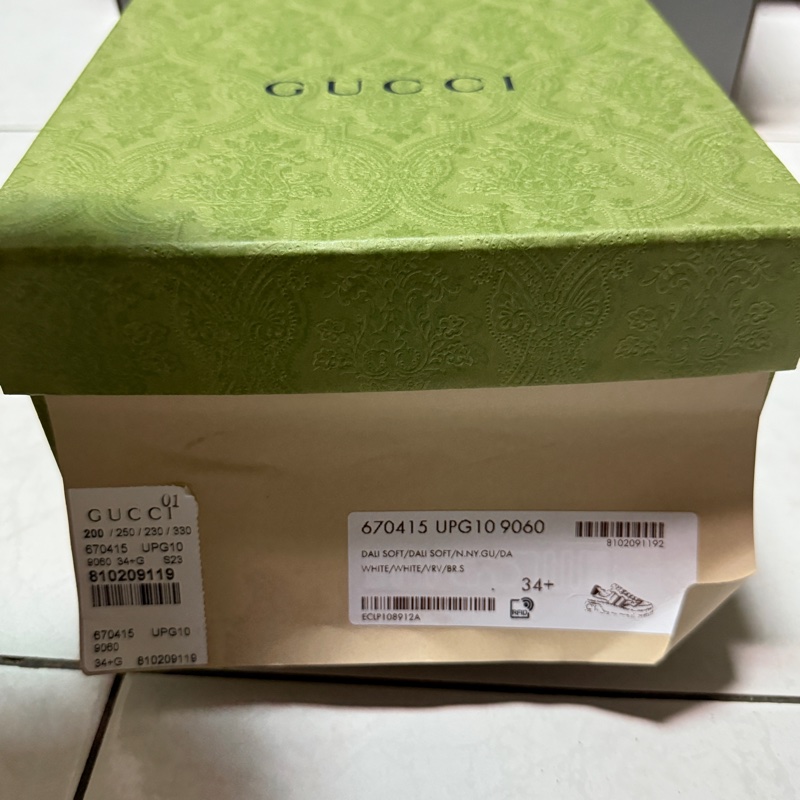 GUCCI
GUCCI
01
200 / 250 / 230 / 330
670415 UPG10
9060 34+G S23
810209119
670415 UPG10
9060
34+G 810209119
670415 UPG10 9060
8102091192
DALI SOFT/DALI SOFT/N.NY.GU/DA
WHITE/WHITE/VRV/BR.S
34+
RFID
ECLP108912A